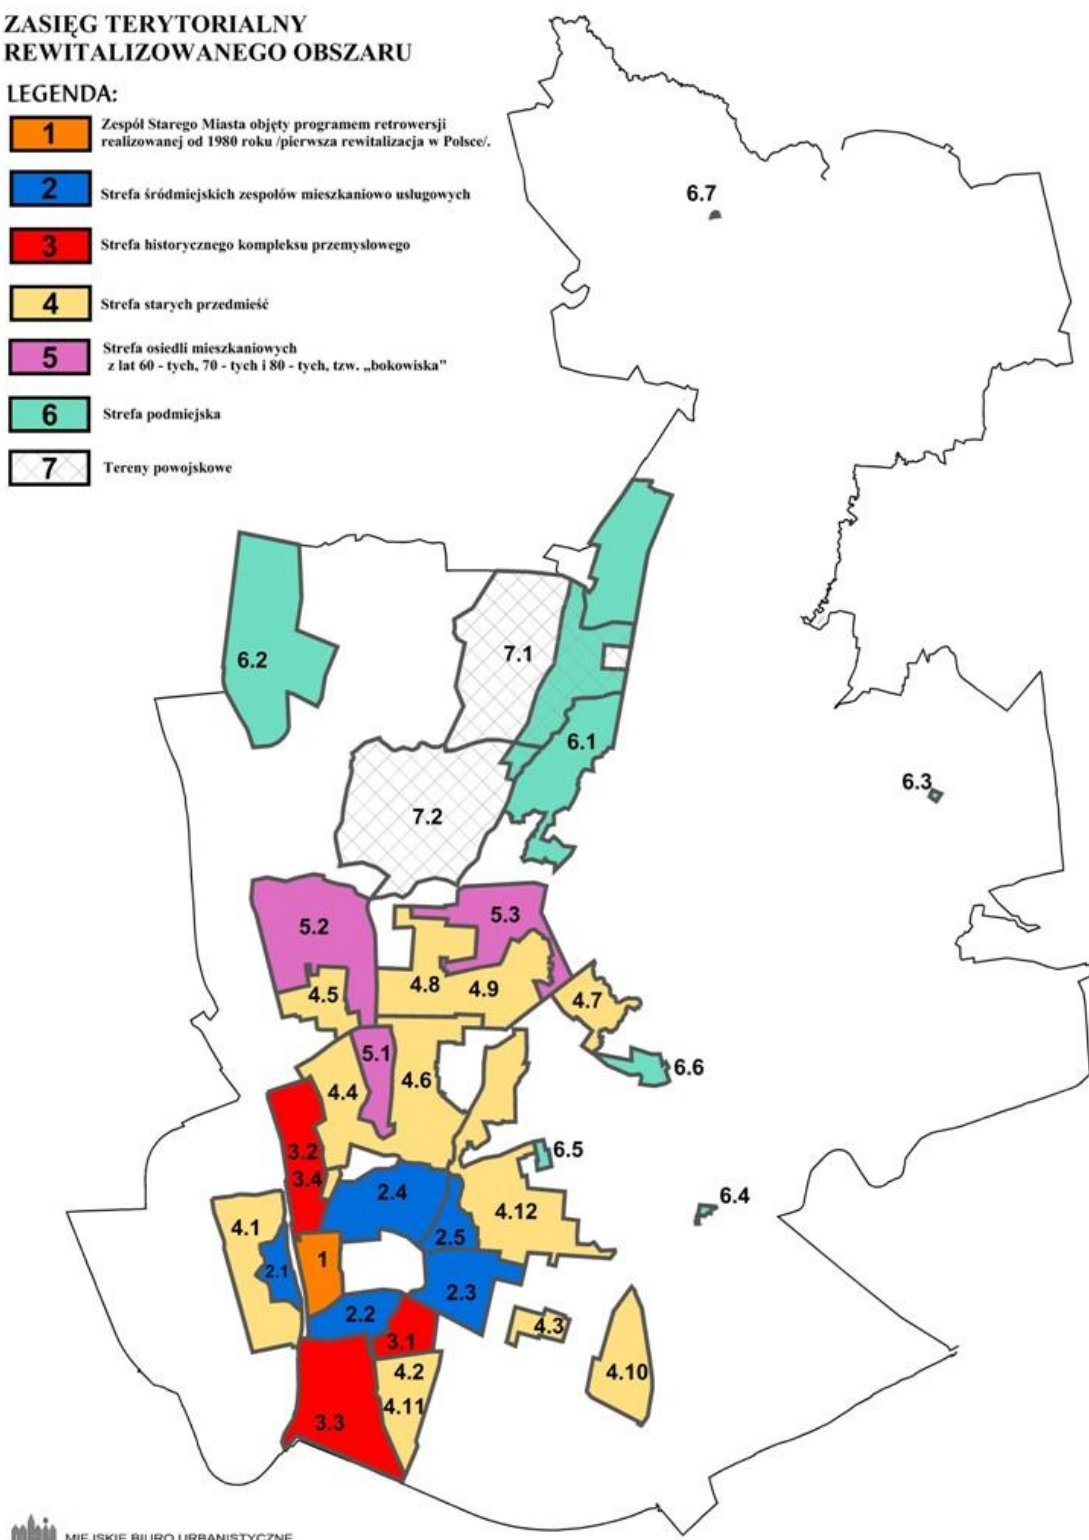 ZASIĘG TERYTORIALNY
REWITALIZOWANEGO OBSZARU
LEGENDA:
1 Zespół Starego Miasta objęty programem retrowersji
realizowanej od 1980 roku /pierwsza rewitalizacja w Polsce/.
2 Strefa śródmiejskich zespołów mieszkaniowo usługowych
3 Strefa historycznego kompleksu przemysłowego
4 Strefa starych przedmieść
5 Strefa osiedli mieszkaniowych
z lat 60 - tych, 70 - tych i 80 - tych, tzw. „bokowiska"
6 Strefa podmiejska
7 Tereny powojskowe
6.7
6.2
7.1
6.1
6.3
7.2
5.2
5.3
4.5
4.8
4.9
4.7
5.1
4.6
6.6
4.4
3.2
3.4
6.5
2.4
6.4
4.1
4.12
2.5
1
2.1
2.3
2.2
4.3
3.1
4.2
4.10
4.11
3.3
MIEJSKIE BIURO URBANISTYCZNE